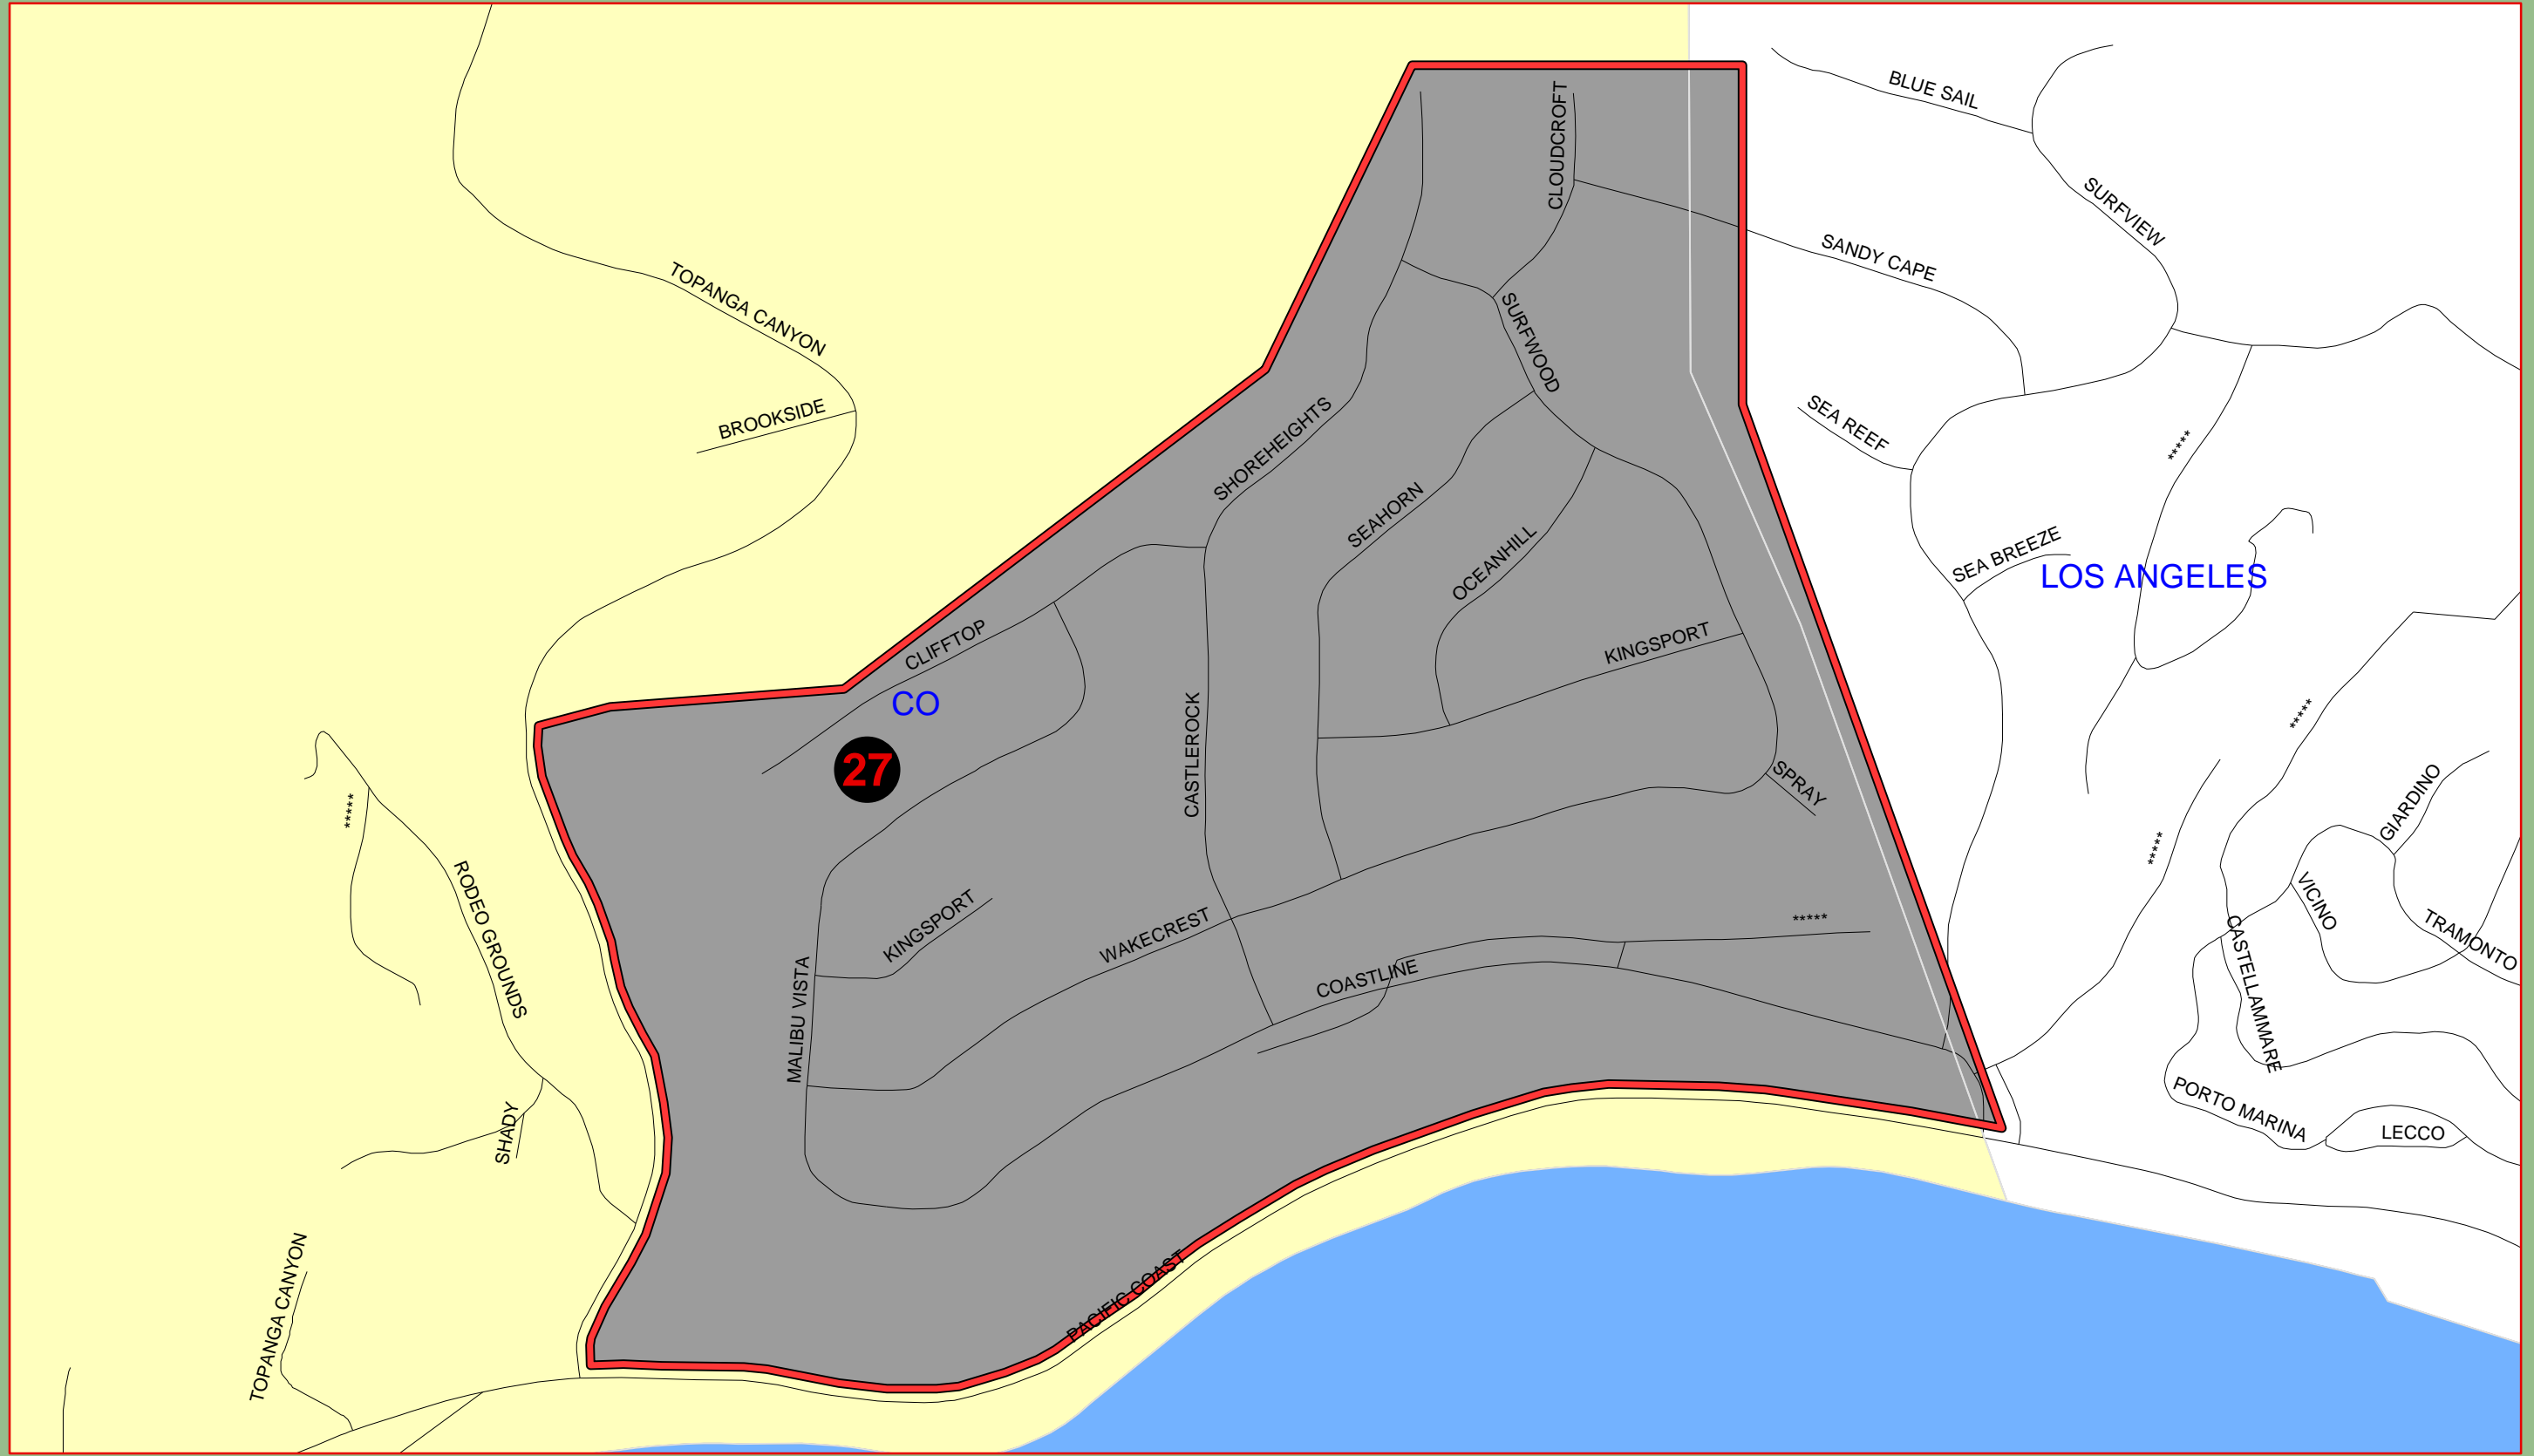 BLUE SAIL
CLOUDCROFT
SURFVIEW
SANDY CAPE
TOPANGA CANYON
SURFWOOD
BROOKSIDE
SHOREHEIGHTS
SEA REEF
*****
SEAHORN
OCEANHILL
SEA BREEZE
LOS ANGELES
CLIFFTOP
KINGSPORT
CO
*****
27
CASTLEROCK
SPRAY
GIARDINO
*****
*****
RODEO GROUNDS
VICINO
KINGSPORT
WAKECREST
*****
TRAMONTO
CASTELLAMMARE
COASTLINE
MALIBU VISTA
SHADY
PORTO MARINA
LECCO
TOPANGA CANYON
PACIFIC COAST